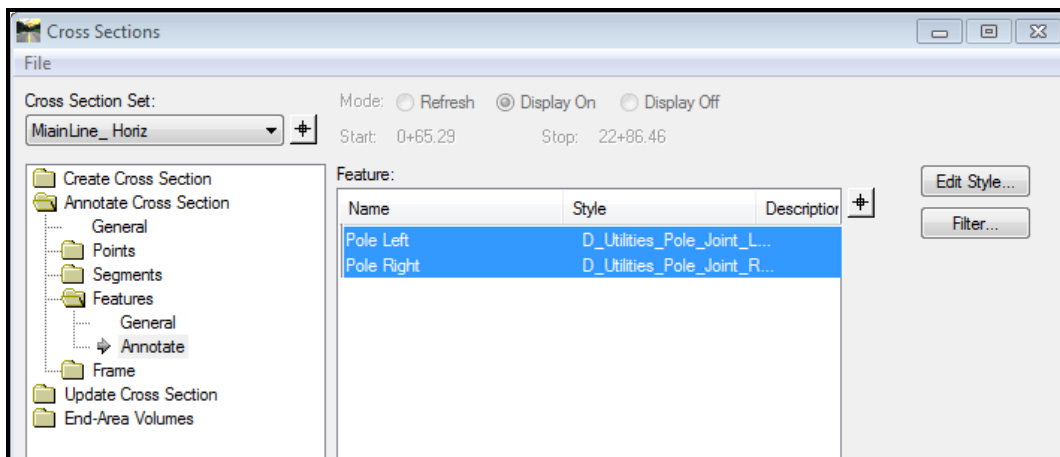 Cross Sections
File
Cross Section Set:
MiainLine_ Horiz
Mode: Refresh Display On Display Off
Start: 0+65.29 Stop: 22+86.46
Create Cross Section
Annotate Cross Section
General
Points
Segments
Features
General
Annotate
Frame
Update Cross Section
End-Area Volumes
Feature:
Name Style Description
Pole Left D_Utilities_Pole_Joint_L...
Pole Right D_Utilities_Pole_Joint_R...
Edit Style...
Filter...